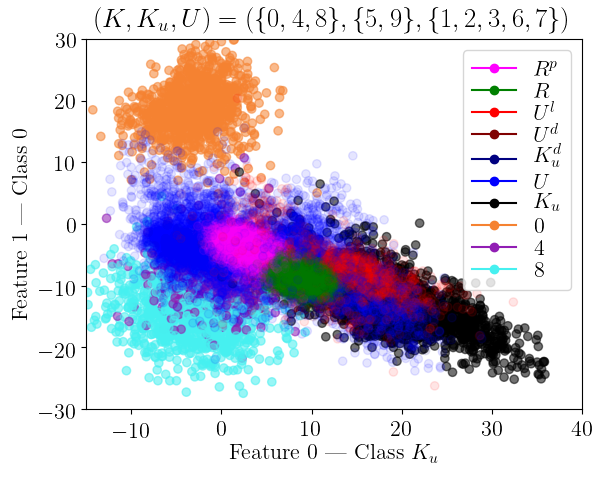 (K, K_u, U) = ({0, 4, 8}, {5, 9}, {1, 2, 3, 6, 7})
30
20
10
0
−10
−20
−30
Feature 1 — Class 0
R^p
R
U^l
U^d
K_u^d
U
K_u
0
4
8
−10
0
10
20
30
40
Feature 0 — Class K_u